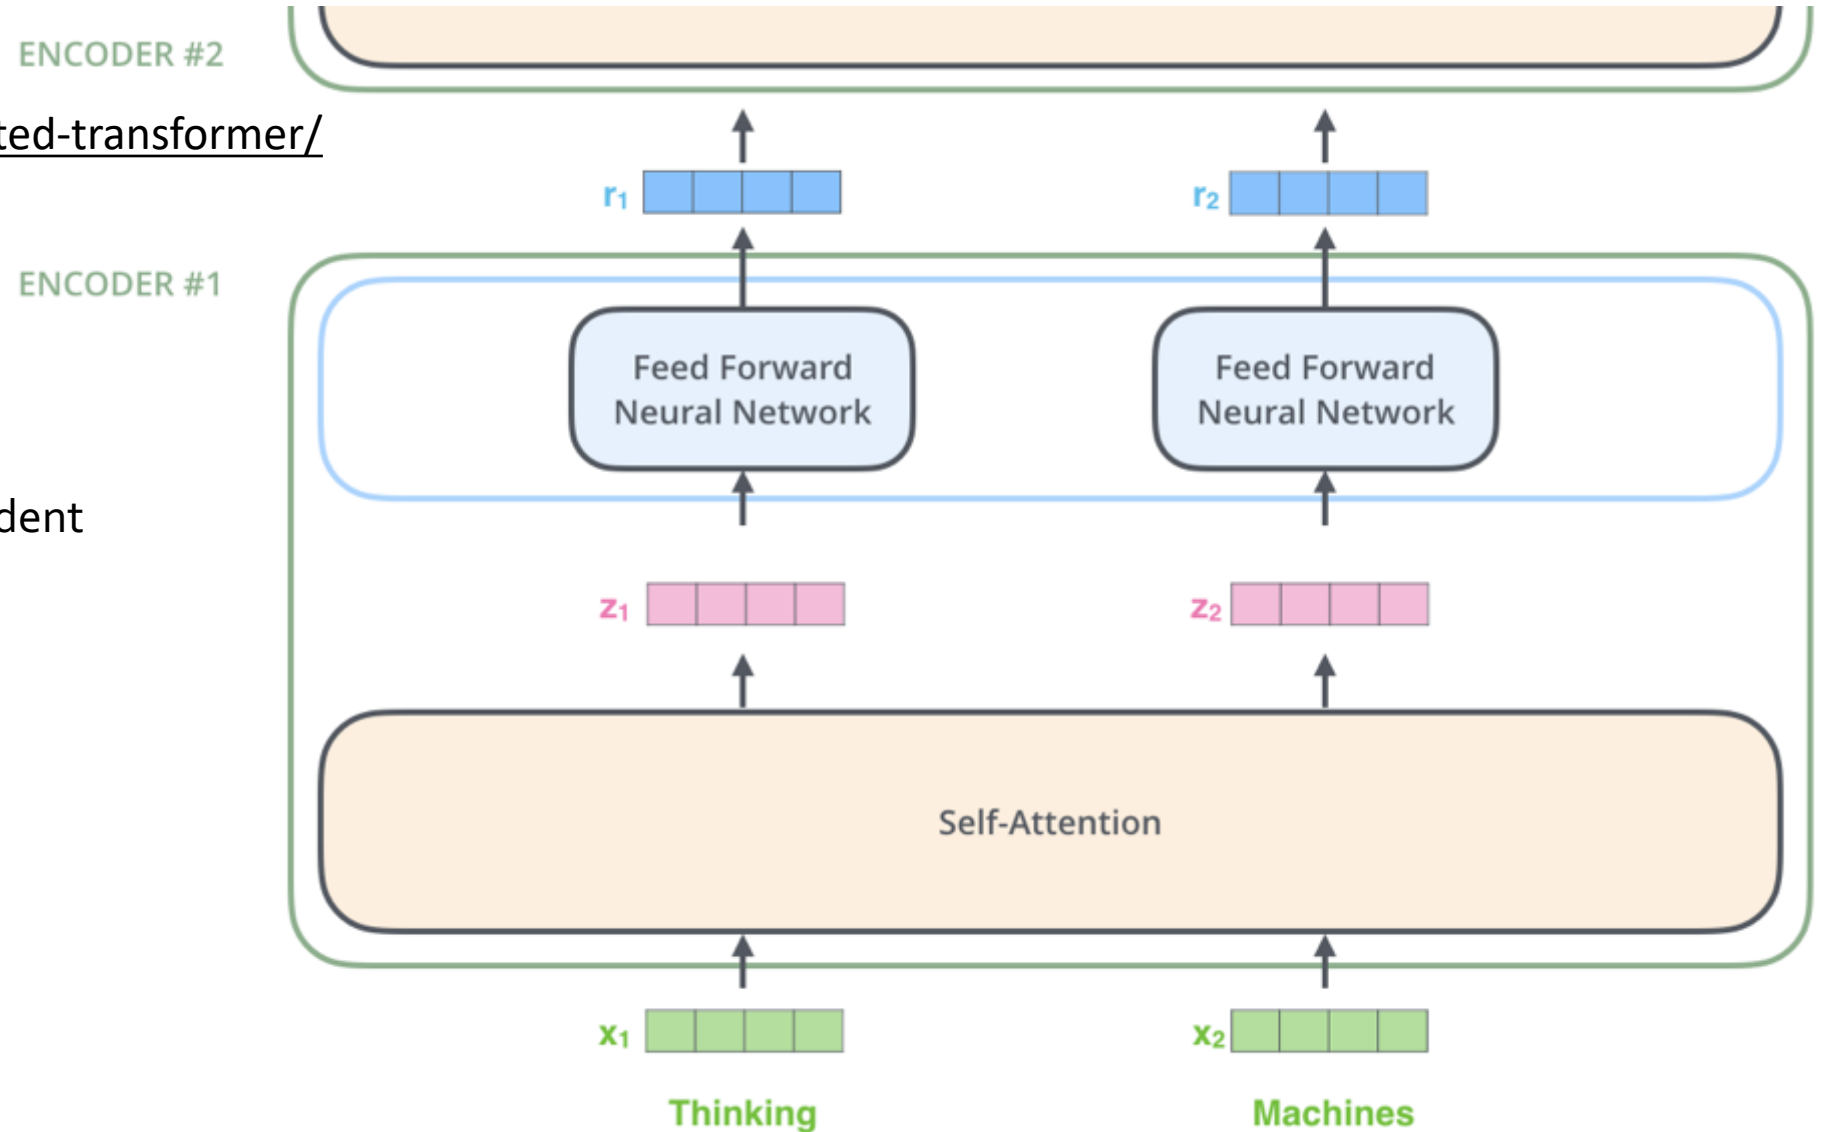 ENCODER #2
ted-transformer/
r1
r2
ENCODER #1
Feed Forward
Neural Network
Feed Forward
Neural Network
dent
z1
z2
Self-Attention
x1
x2
Thinking
Machines